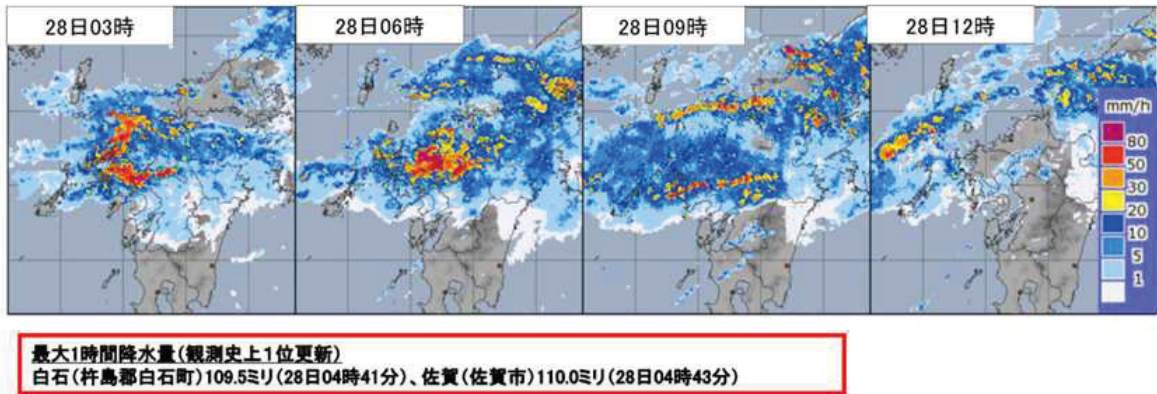 28日03時
28日06時
28日09時
28日12時
mm/h
80
50
30
20
10
5
1
最大1時間降水量(観測史上1位更新)
白石(杵島郡白石町)109.5ミリ(28日04時41分)、佐賀(佐賀市)110.0ミリ(28日04時43分)